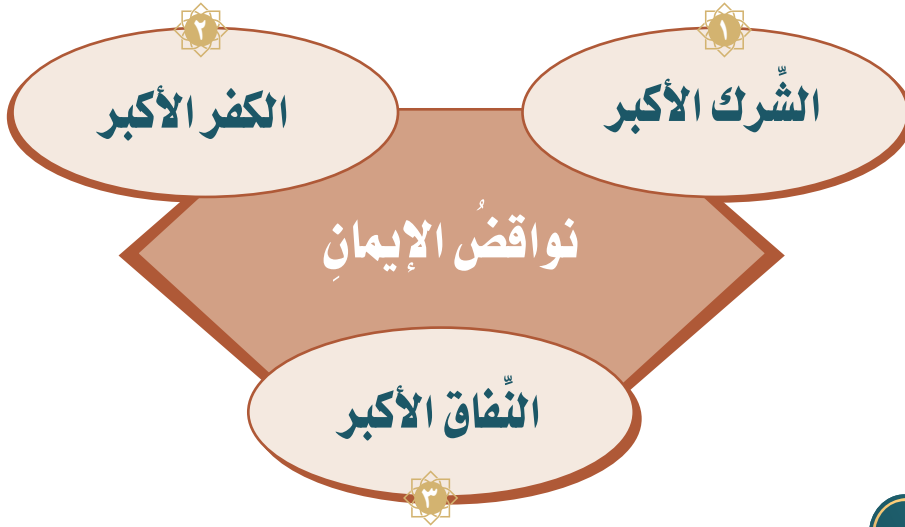 ١
الشِّرك الأكبر
٢
الكفر الأكبر
نواقضُ الإيمانِ
النِّفاق الأكبر
٣